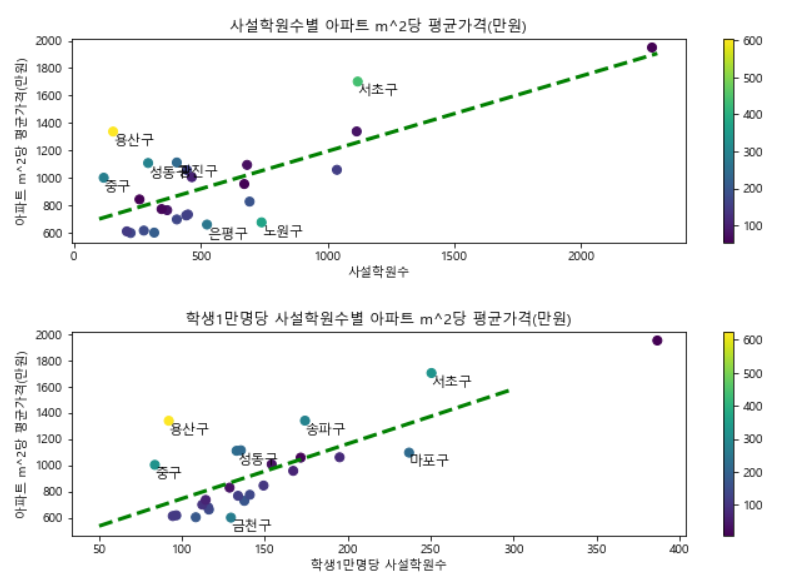 사설학원수별 아파트 m^2당 평균가격(만원)
아파트 m^2당 평균가격(만원)
2000
1800
1600
1400
1200
1000
800
600
서초구
용산구
성동구
광진구
중구
은평구
노원구
0
500
1000
1500
2000
사설학원수
600
500
400
300
200
100
학생1만명당 사설학원수별 아파트 m^2당 평균가격(만원)
아파트 m^2당 평균가격(만원)
2000
1800
1600
1400
1200
1000
800
600
서초구
용산구
송파구
성동구
마포구
중구
금천구
50
100
150
200
250
300
350
400
학생1만명당 사설학원수
600
500
400
300
200
100